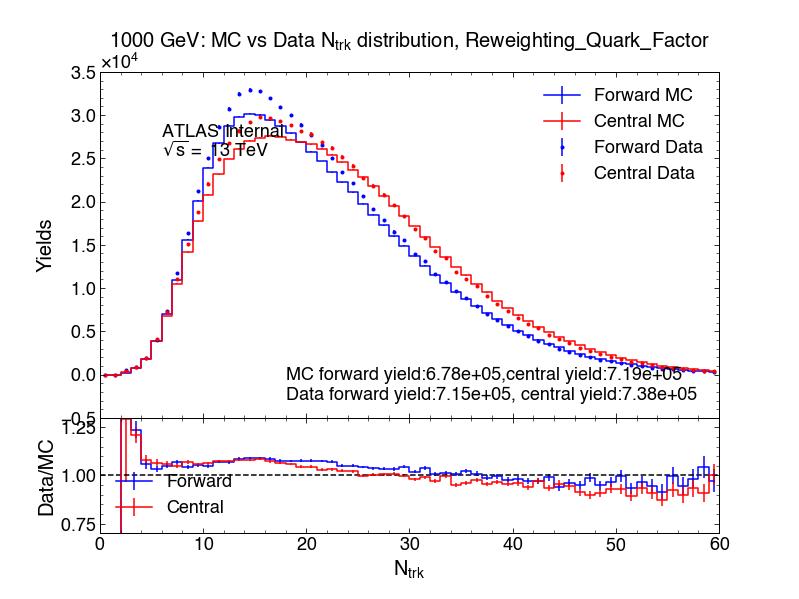 1000 GeV: MC vs Data Ntrk distribution, Reweighting_Quark_Factor
×10⁴
3.5
3.0
2.5
2.0
1.5
1.0
0.5
0.0
0.5
Yields
ATLAS Internal
√s = 13 TeV
Forward MC
Central MC
Forward Data
Central Data
MC forward yield:6.78e+05,central yield:7.19e+05
Data forward yield:7.15e+05, central yield:7.38e+05
1.25
1.00
0.75
Data/MC
Forward
Central
0 10 20 30 40 50 60
Ntrk